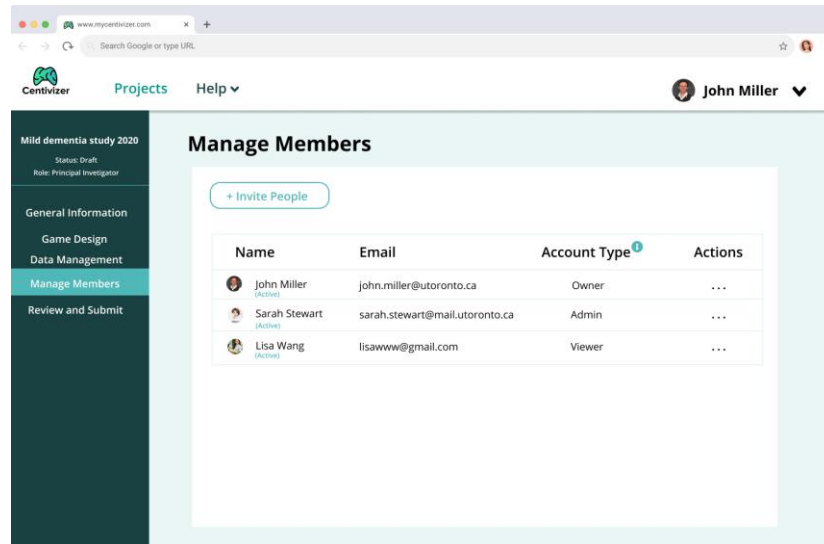 www.mycentivizer.com × +
Search Google or type URL
Centivizer
Projects
Help
John Miller
Mild dementia study 2020
Status: Draft
Role: Principal Invetigator
General Information
Game Design
Data Management
Manage Members
Review and Submit
Manage Members
+ Invite People
Name Email Account Type Actions
John Miller john.miller@utoronto.ca Owner ...
(Active)
Sarah Stewart sarah.stewart@mail.utoronto.ca Admin ...
(Active)
Lisa Wang lisawww@gmail.com Viewer ...
(Active)